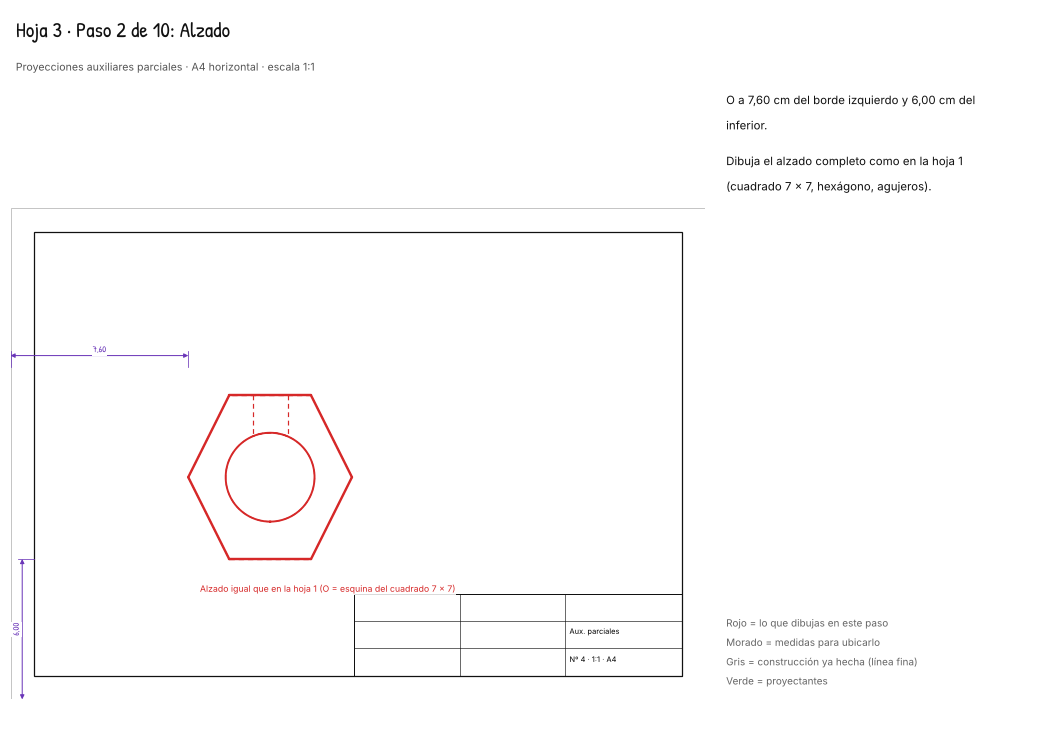 Hoja 3 · Paso 2 de 10: Alzado
Proyecciones auxiliares parciales · A4 horizontal · escala 1:1
O a 7,60 cm del borde izquierdo y 6,00 cm del
inferior.
Dibuja el alzado completo como en la hoja 1
(cuadrado 7 × 7, hexágono, agujeros).
7,60
6,00
Alzado igual que en la hoja 1 (O = esquina del cuadrado 7 × 7)
Aux. parciales
Nº 4 · 1:1 · A4
Rojo = lo que dibujas en este paso
Morado = medidas para ubicarlo
Gris = construcción ya hecha (línea fina)
Verde = proyectantes